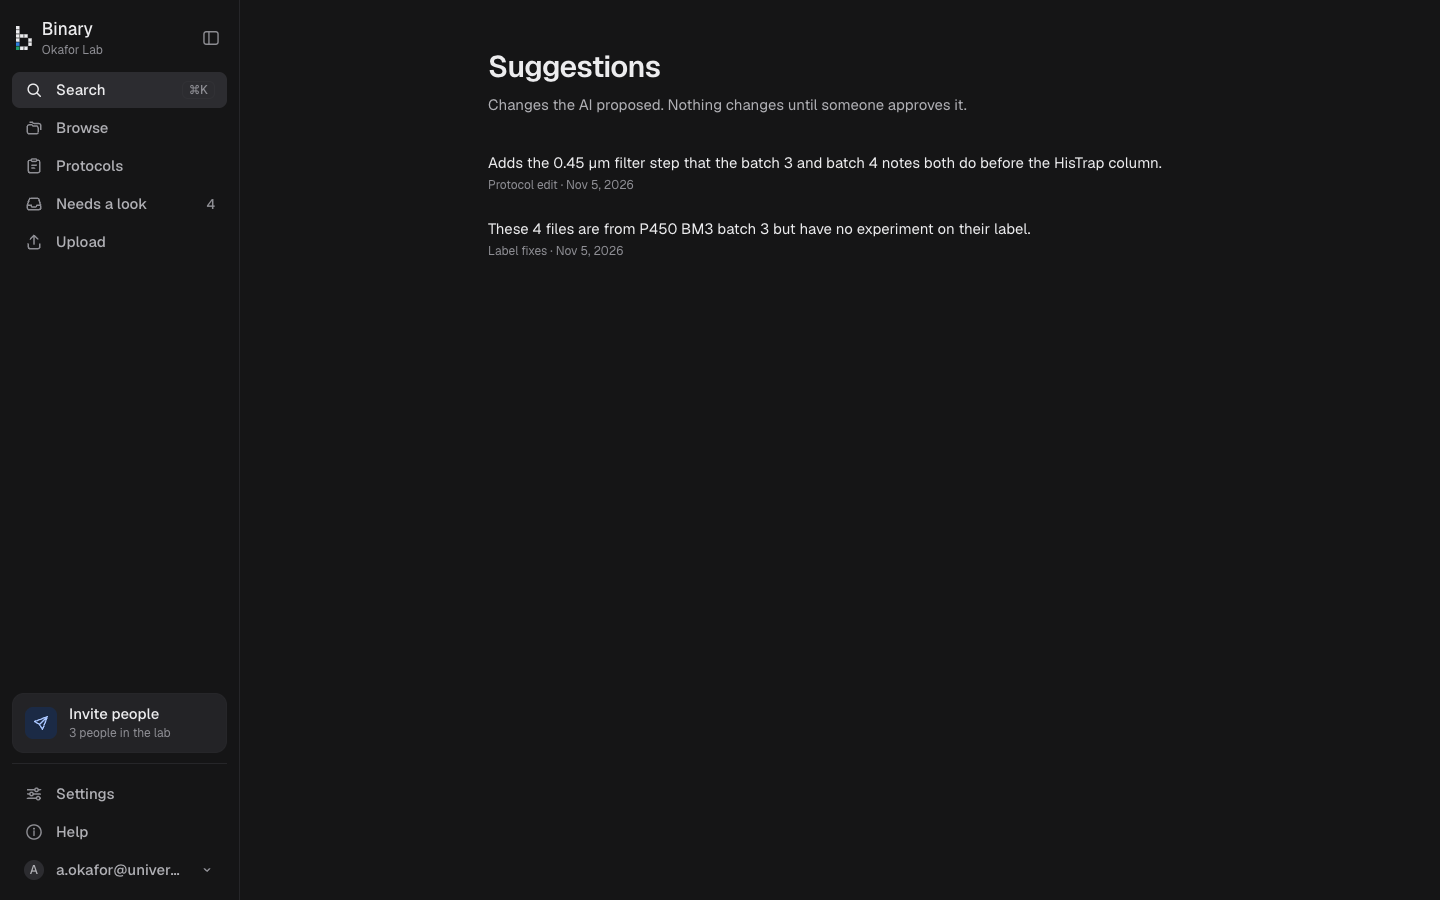 Binary
Okafor Lab
Search ⌘K
Browse
Protocols
Needs a look 4
Upload
Suggestions
Changes the AI proposed. Nothing changes until someone approves it.
Adds the 0.45 µm filter step that the batch 3 and batch 4 notes both do before the HisTrap column.
Protocol edit · Nov 5, 2026
These 4 files are from P450 BM3 batch 3 but have no experiment on their label.
Label fixes · Nov 5, 2026
Invite people
3 people in the lab
Settings
Help
A a.okafor@univer...